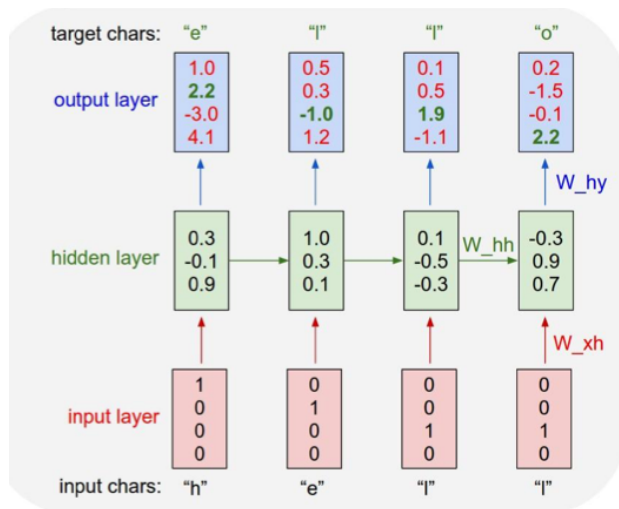 target chars: “e” “l” “l” “o”
1.0 0.5 0.1 0.2
2.2 0.3 0.5 -1.5
output layer
-3.0 -1.0 1.9 -0.1
4.1 1.2 -1.1 2.2
W_hy
0.3 1.0 0.1 W_hh -0.3
hidden layer -0.1 0.3 -0.5 0.9
0.9 0.1 -0.3 0.7
W_xh
1 0 0 0
0 1 0 0
input layer
0 0 1 1
0 0 0 0
input chars: “h” “e” “l” “l”